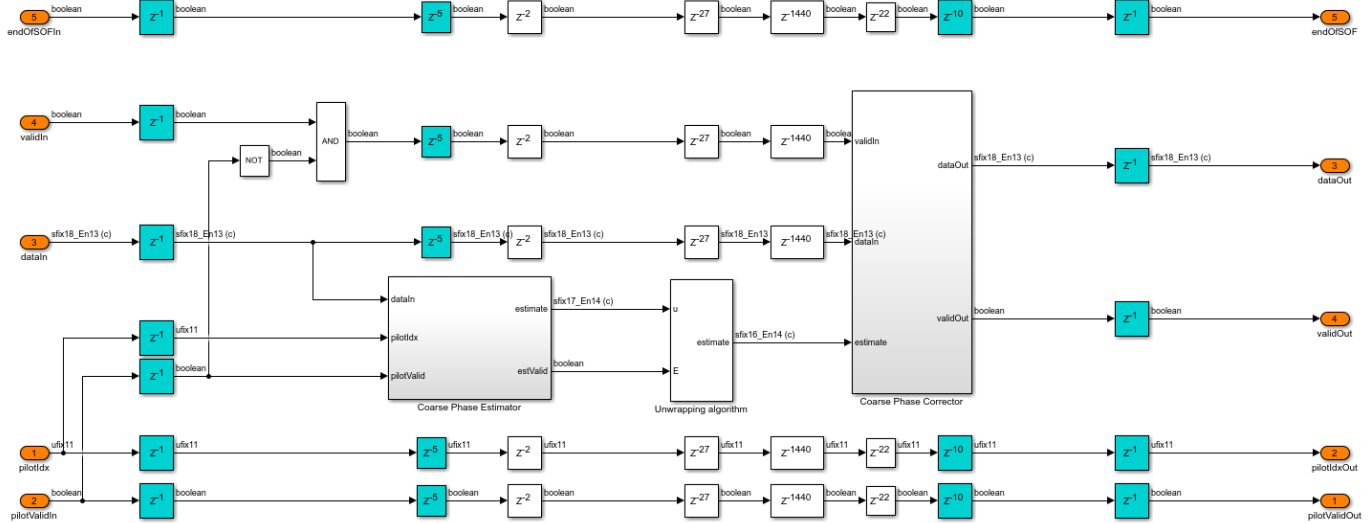 5 boolean z-1 boolean z-5 boolean z-2 boolean z-27 boolean z-1440 boolean z-22 boolean z-10 boolean z-1 boolean 5
endOfSOFIn endOfSOF
4 boolean z-1 boolean
validIn
AND boolean z-5 boolean z-2 boolean z-27 boolean z-1440 boolea validIn
NOT boolean
dataOut sfix18_En13 (c) z-1 sfix18_En13 (c) 3
dataOut
3 sfix18_En13 (c) z-1 sfix18_En13 (c) z-5 sfix18_En13 (c) z-2 sfix18_En13 (c) z-27 sfix18_En13 z-1440 sfix18_En13 (c) dataIn
dataIn
dataIn
estimate sfix17_En14 (c) u
z-1 ufix11 pilotIdx
estimate sfix16_En14 (c) estimate
validOut boolean z-1 boolean 4
validOut
z-1 boolean pilotValid
estValid boolean E
Coarse Phase Estimator
Unwrapping algorithm
Coarse Phase Corrector
1 ufix11 z-1 ufix11 z-5 ufix11 z-2 ufix11 z-27 ufix11 z-1440 ufix11 z-22 ufix11 z-10 ufix11 z-1 ufix11 2
pilotIdx pilotIdxOut
2 boolean z-1 boolean z-5 boolean z-2 boolean z-27 boolean z-1440 boolean z-22 boolean z-10 boolean z-1 boolean 1
pilotValidIn pilotValidOut